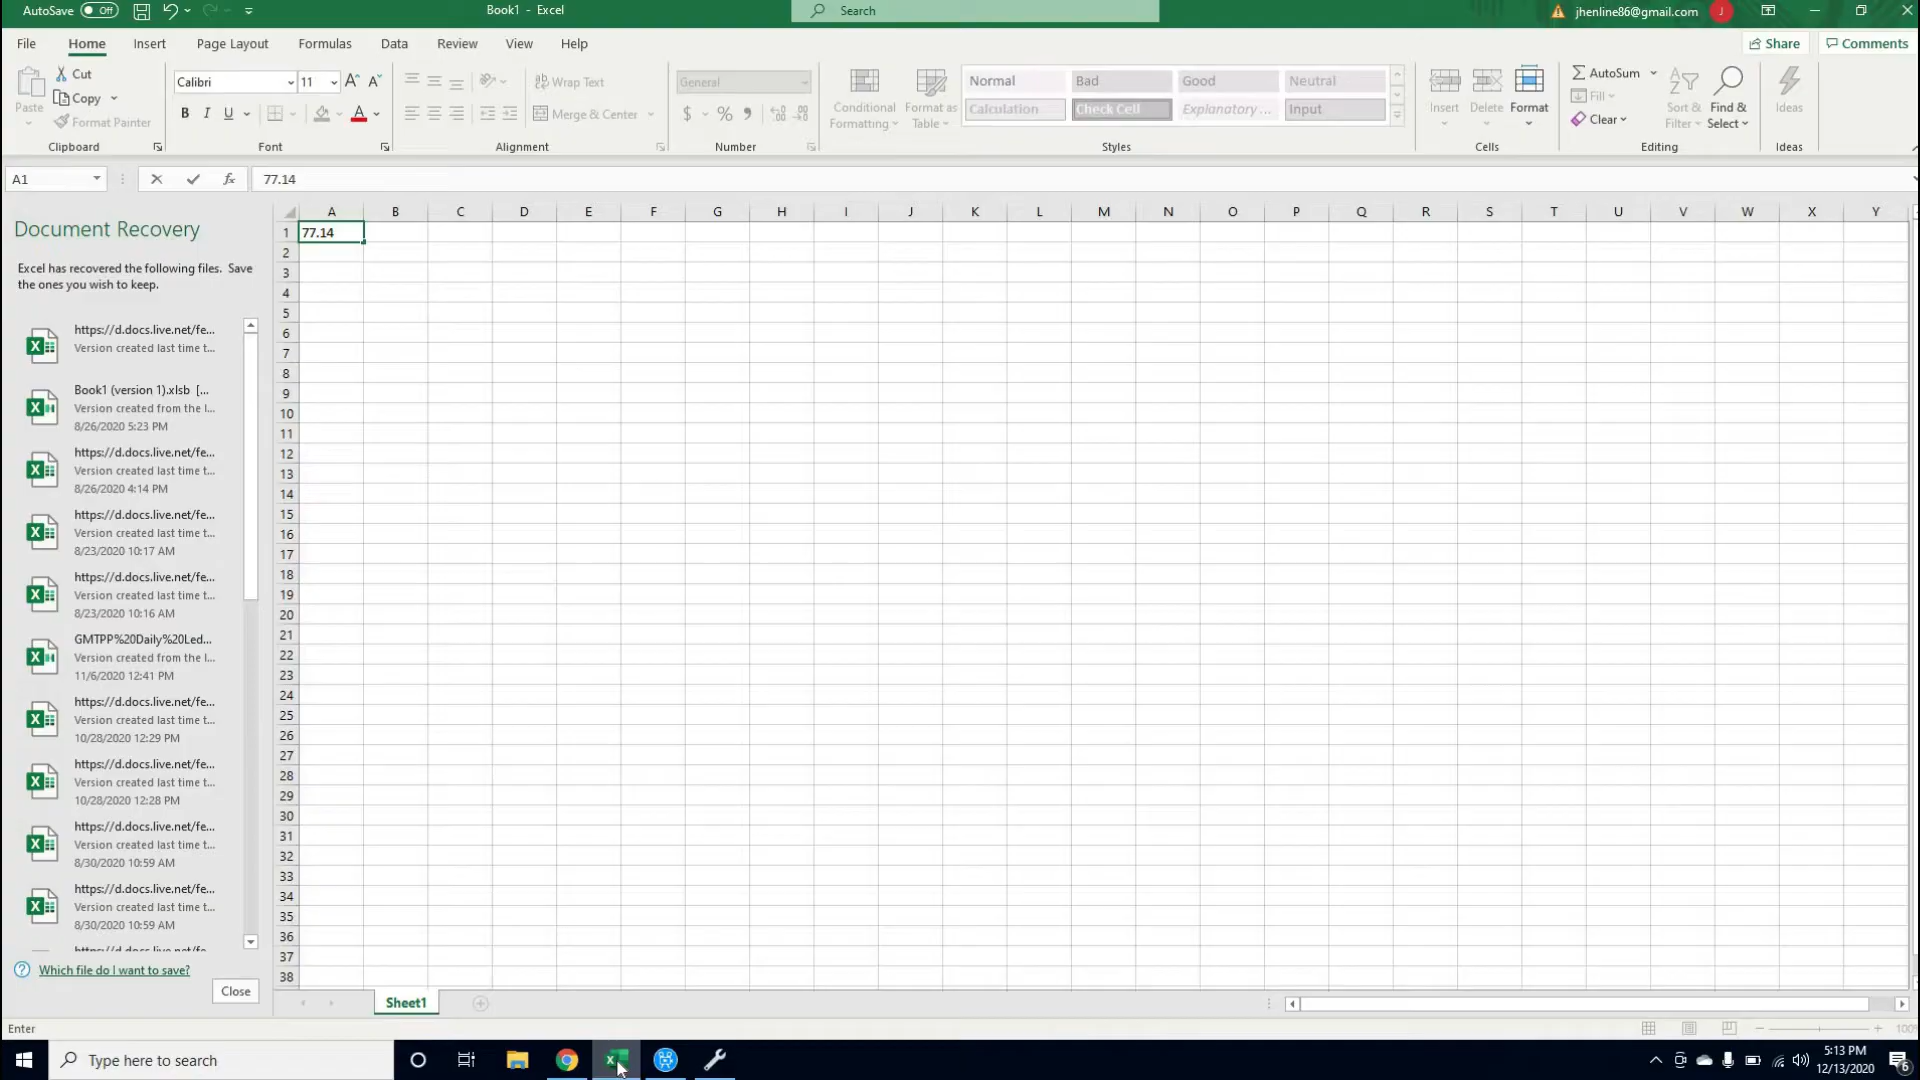 AutoSave Off
Book1 - Excel
Search
jhenline86@gmail.com
J
File Home Insert Page Layout Formulas Data Review View Help
Share Comments
Paste
Cut
Copy
Format Painter
Clipboard
Calibri 11
B I U
Font
Wrap Text
Merge & Center
Alignment
General
$ % ,
Number
Conditional Formatting
Format as Table
Normal Bad Good Neutral
Calculation Check Cell Explanatory ... Input
Styles
Insert Delete Format
Cells
AutoSum
Fill
Clear
Sort & Filter
Find & Select
Editing
Ideas
Ideas
A1 fx 77.14
Document Recovery
Excel has recovered the following files. Save
the ones you wish to keep.
https://d.docs.live.net/fe...
Version created last time t...
Book1 (version 1).xlsb [...
Version created from the l...
8/26/2020 5:23 PM
https://d.docs.live.net/fe...
Version created last time t...
8/26/2020 4:14 PM
https://d.docs.live.net/fe...
Version created last time t...
8/23/2020 10:17 AM
https://d.docs.live.net/fe...
Version created last time t...
8/23/2020 10:16 AM
GMTPP%20Daily%20Led...
Version created from the l...
11/6/2020 12:41 PM
https://d.docs.live.net/fe...
Version created last time t...
10/28/2020 12:29 PM
https://d.docs.live.net/fe...
Version created last time t...
10/28/2020 12:28 PM
https://d.docs.live.net/fe...
Version created last time t...
8/30/2020 10:59 AM
https://d.docs.live.net/fe...
Version created last time t...
8/30/2020 10:59 AM
https://d.docs.live.net/fe...
Which file do I want to save?
Close
A B C D E F G H I J K L M N O P Q R S T U V W X Y
1 77.14
2
3
4
5
6
7
8
9
10
11
12
13
14
15
16
17
18
19
20
21
22
23
24
25
26
27
28
29
30
31
32
33
34
35
36
37
38
Sheet1
Enter
100%
Type here to search
5:13 PM
12/13/2020
6